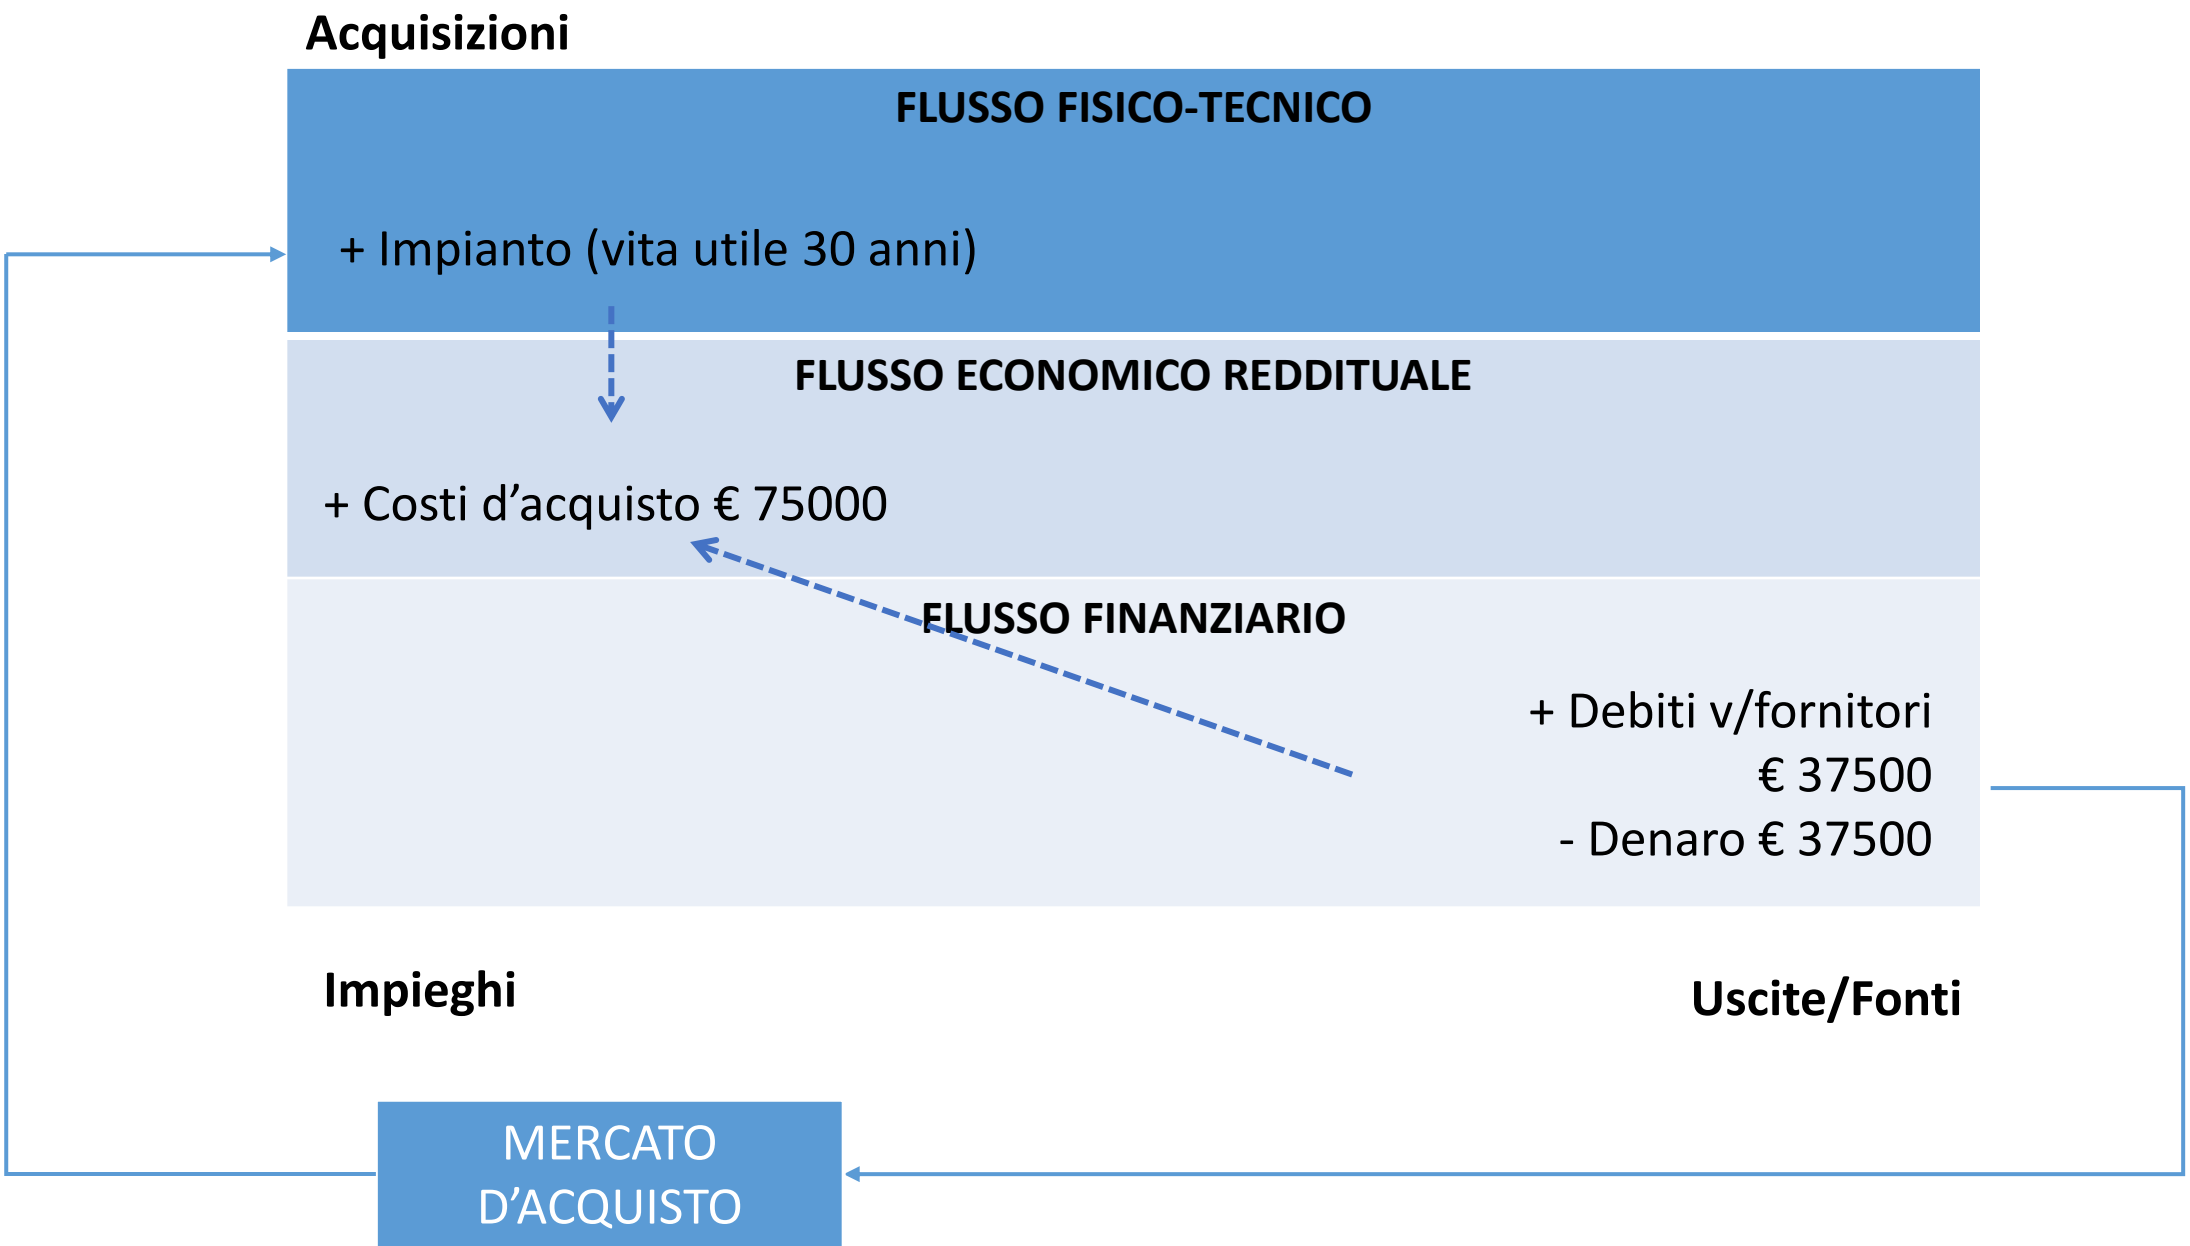 Acquisizioni
FLUSSO FISICO-TECNICO
+ Impianto (vita utile 30 anni)
FLUSSO ECONOMICO REDDITUALE
+ Costi d’acquisto € 75000
FLUSSO FINANZIARIO
+ Debiti v/fornitori
€ 37500
- Denaro € 37500
Impieghi
Uscite/Fonti
MERCATO
D’ACQUISTO